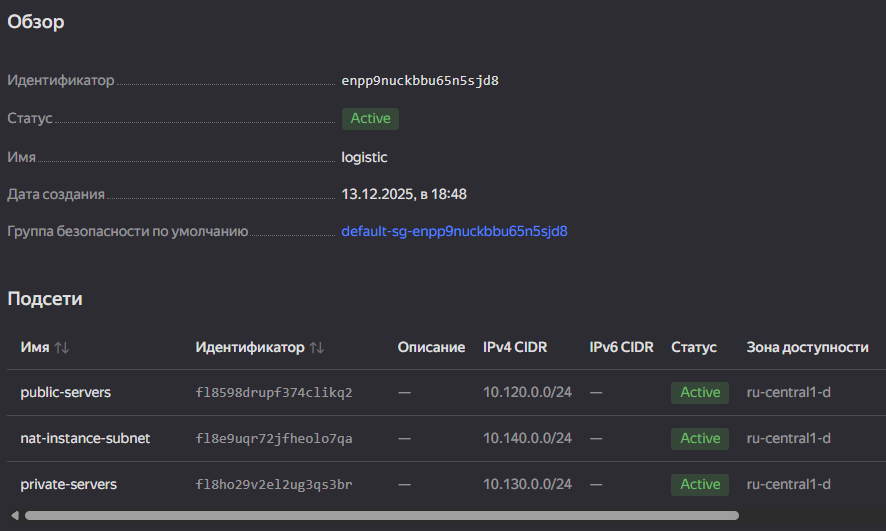 Обзор
Идентификатор enpp9nuckbbu65n5sjd8
Статус Active
Имя logistic
Дата создания 13.12.2025, в 18:48
Группа безопасности по умолчанию default-sg-enpp9nuckbbu65n5sjd8
Подсети
Имя Идентификатор Описание IPv4 CIDR IPv6 CIDR Статус Зона доступности
public-servers fl8598drupf374clikq2 — 10.120.0.0/24 — Active ru-central1-d
nat-instance-subnet fl8e9uqr72jfheolo7qa — 10.140.0.0/24 — Active ru-central1-d
private-servers fl8ho29v2el2ug3qs3br — 10.130.0.0/24 — Active ru-central1-d